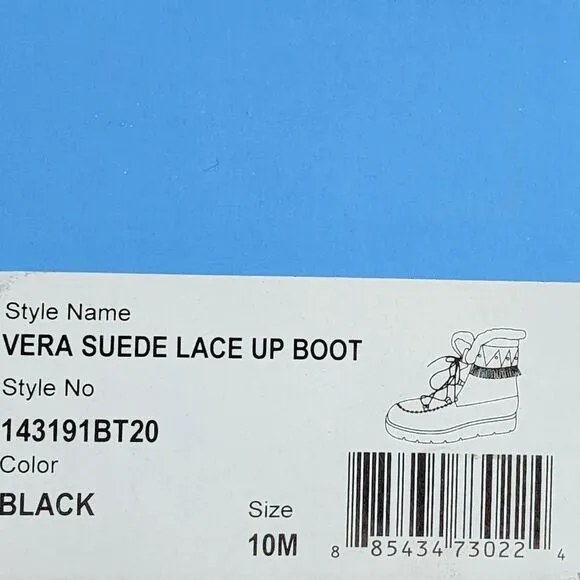 Style Name
VERA SUEDE LACE UP BOOT
Style No
143191BT20
Color
BLACK
Size
10M
8 85434 73022 4